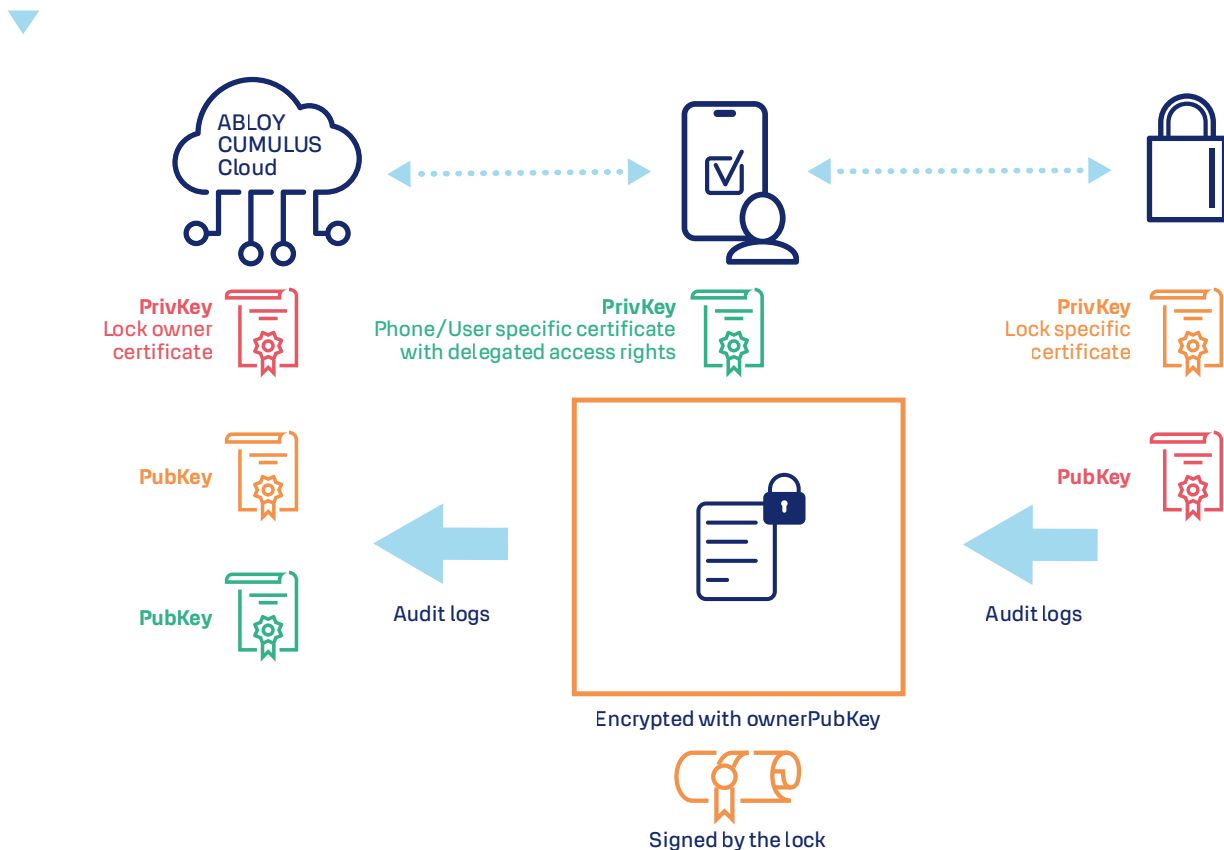 ABLOY
CUMULUS
Cloud
PrivKey
Lock owner
certificate
PrivKey
Phone/User specific certificate
with delegated access rights
PrivKey
Lock specific
certificate
PubKey
PubKey
PubKey
Audit logs
Audit logs
Encrypted with ownerPubKey
Signed by the lock